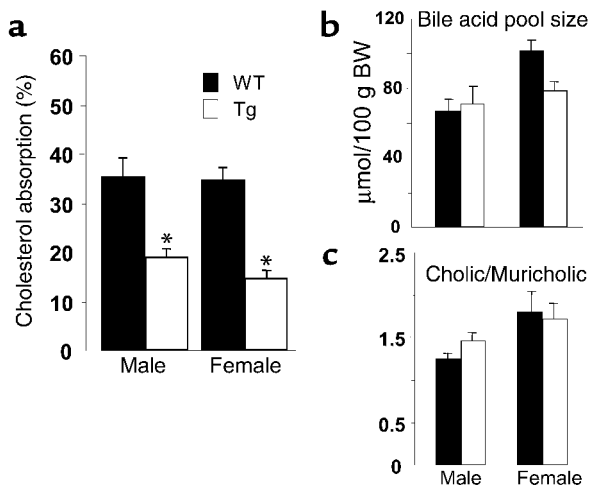 a
Cholesterol absorption (%)
60
50
40
30
20
10
0
WT
Tg
*
*
Male Female
b
Bile acid pool size
μmol/100 g BW
120
80
40
0
c
Cholic/Muricholic
2.5
1.5
0.5
0
Male Female